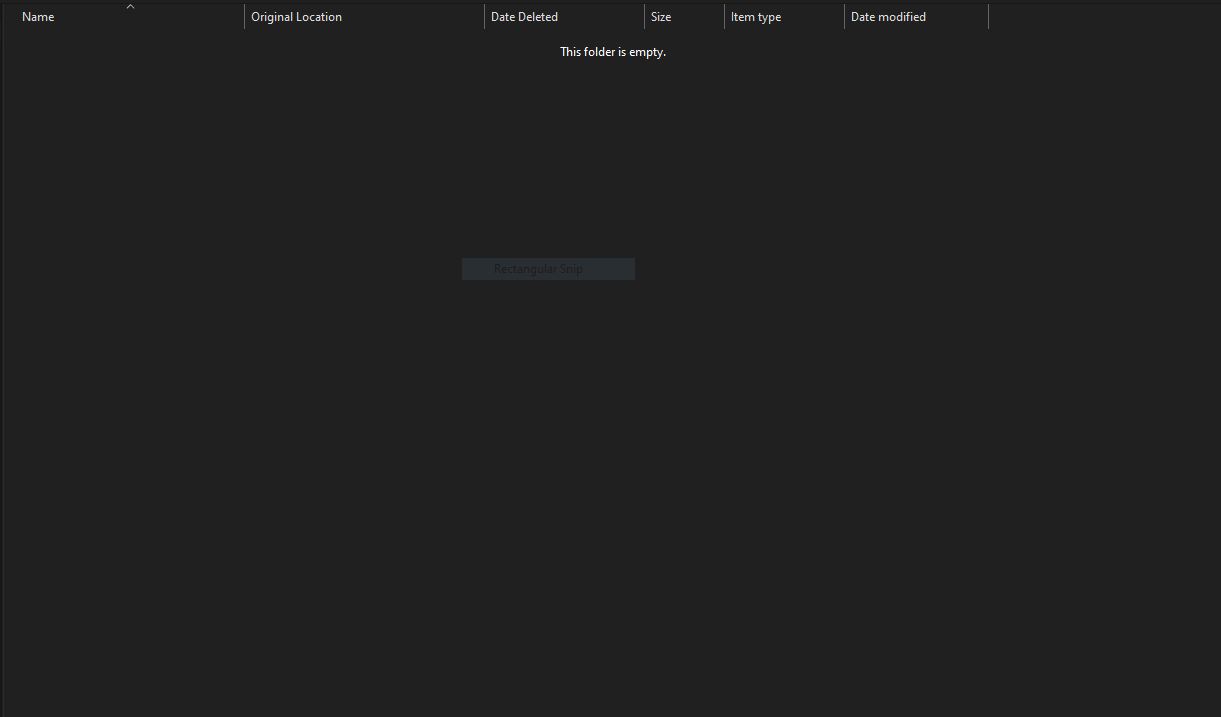 Name Original Location Date Deleted Size Item type Date modified
This folder is empty.
Rectangular Snip